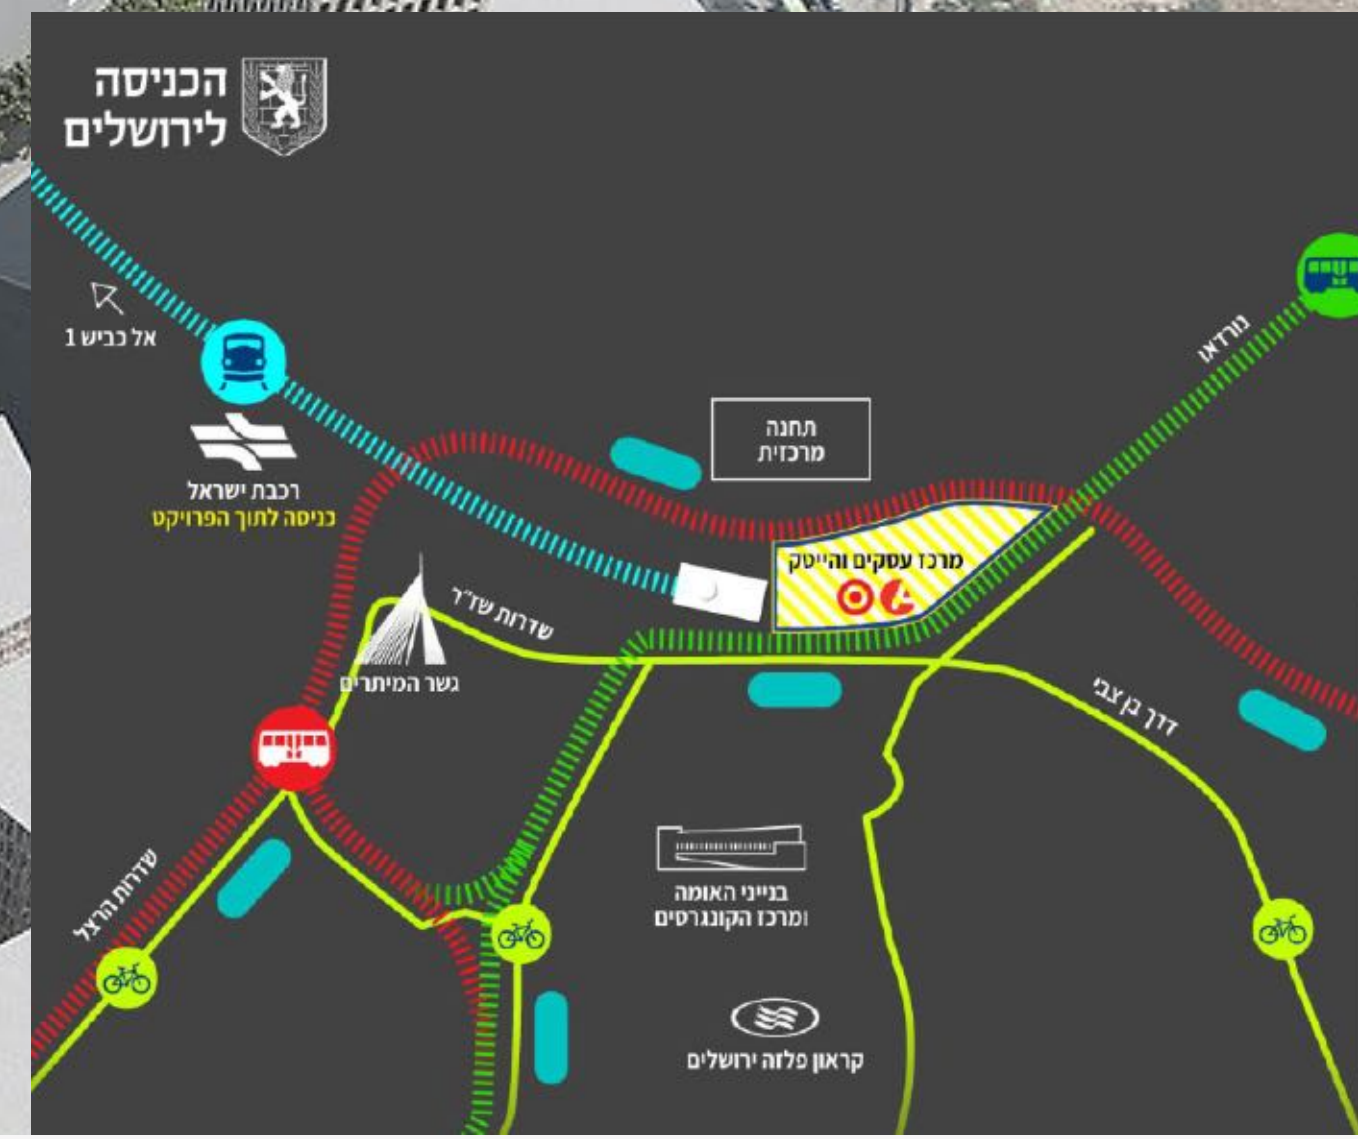 הכניסה
לירושלים
אל כביש 1
רכבת ישראל
כניסה לתוך הפרויקט
תחנה
מרכזית
נורדאו
מרכז עסקים והייטק
שדרות שז"ר
גשר המיתרים
דרך בן צבי
שדרות הרצל
בנייני האומה
ומרכז הקונגרסים
קראון פלזה ירושלים